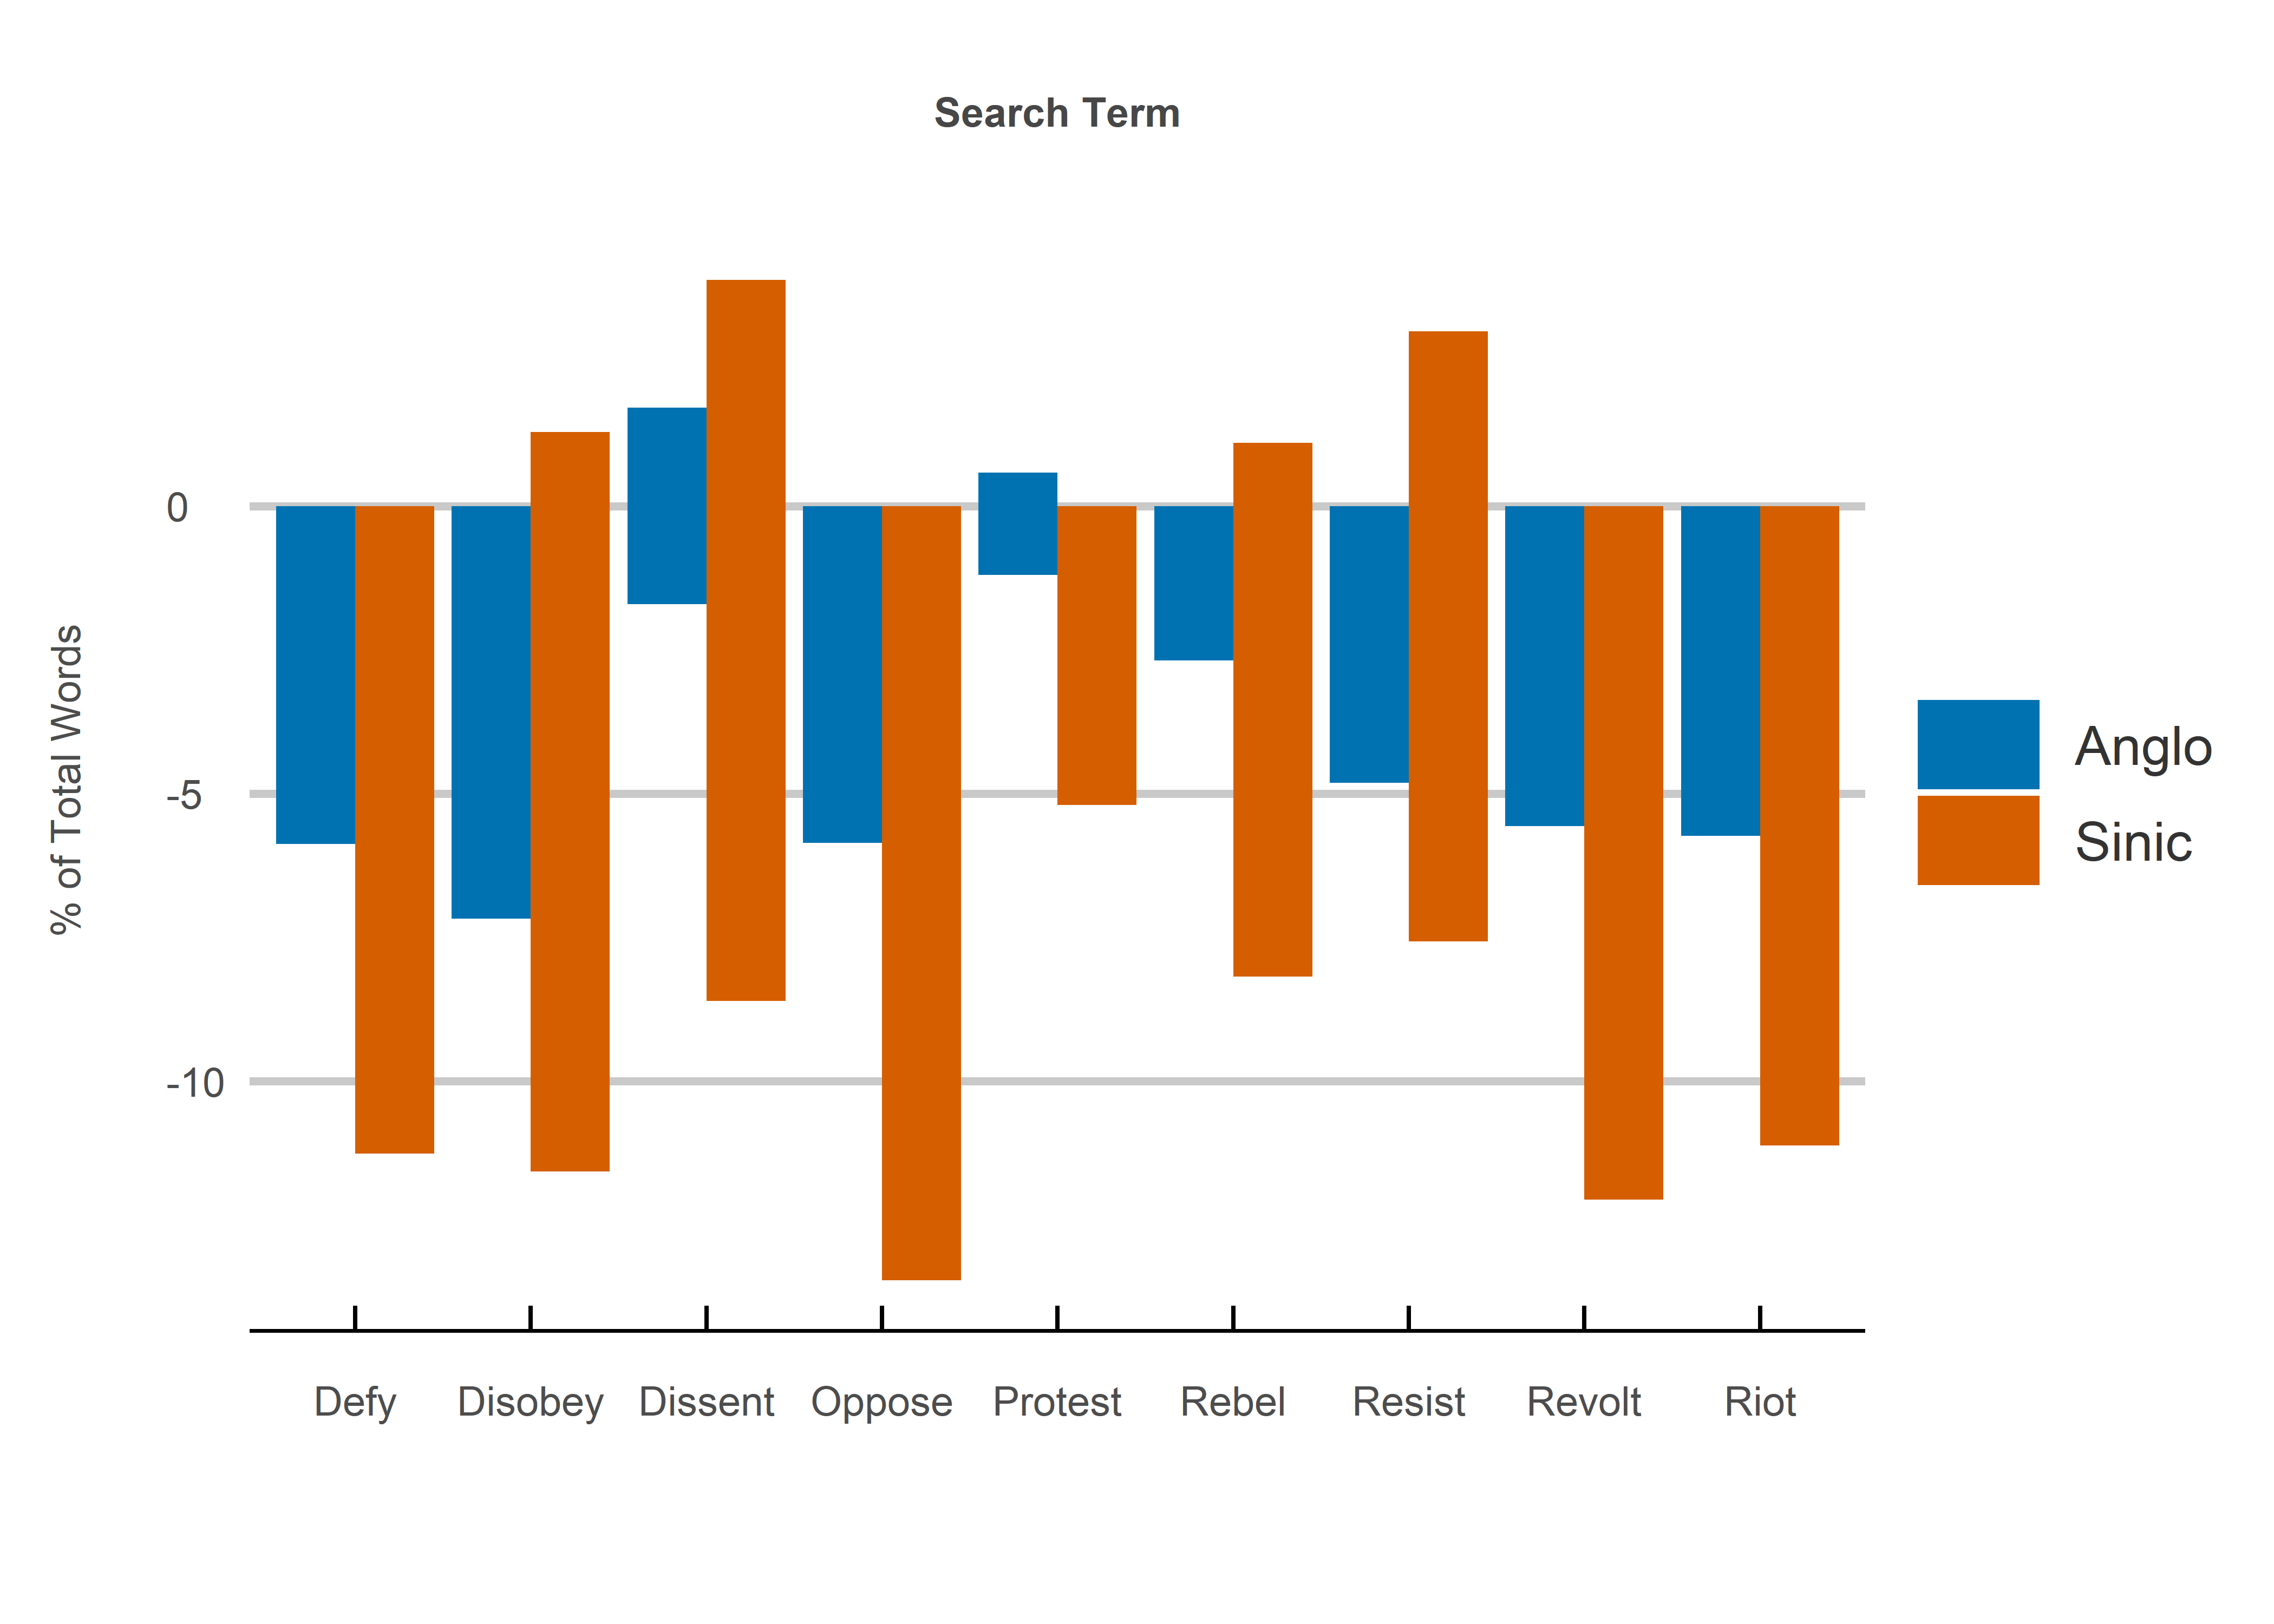 Search Term
% of Total Words
0
-5
-10
Anglo
Sinic
Defy Disobey Dissent Oppose Protest Rebel Resist Revolt Riot